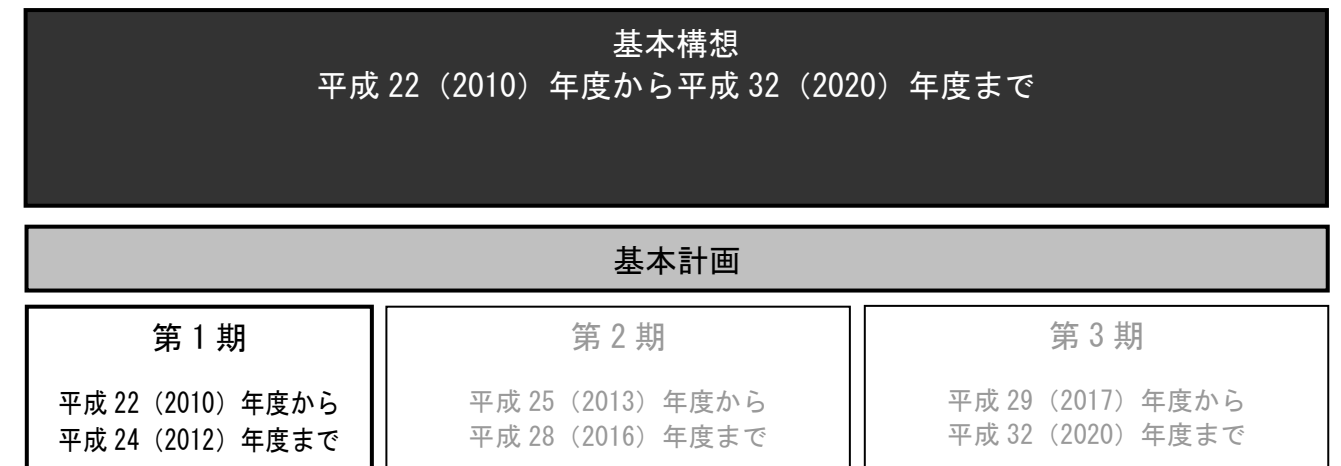 基本構想
平成 22（2010）年度から平成 32（2020）年度まで
基本計画
第 1 期
平成 22（2010）年度から
平成 24（2012）年度まで
第 2 期
平成 25（2013）年度から
平成 28（2016）年度まで
第 3 期
平成 29（2017）年度から
平成 32（2020）年度まで